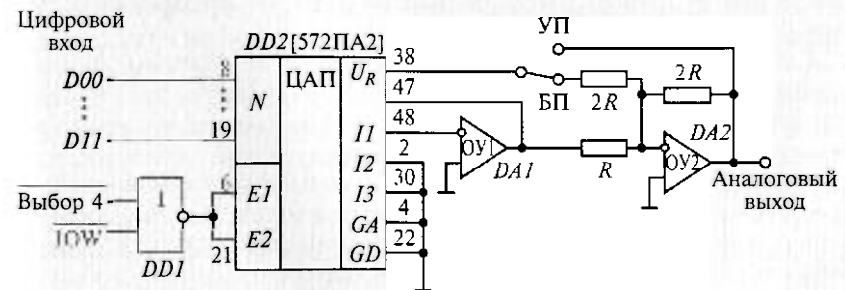 Цифровой
вход
D00
D11
8
19
DD2 [572ПА2]
N
ЦАП
U_R
38
47
48
I1
2
I2
30
I3
4
GA
22
GD
6
E1
E2
21
Выбор 4
IOW
1
DD1
ОУ1
DA1
УП
БП
2R
2R
R
DA2
ОУ2
Аналоговый
выход